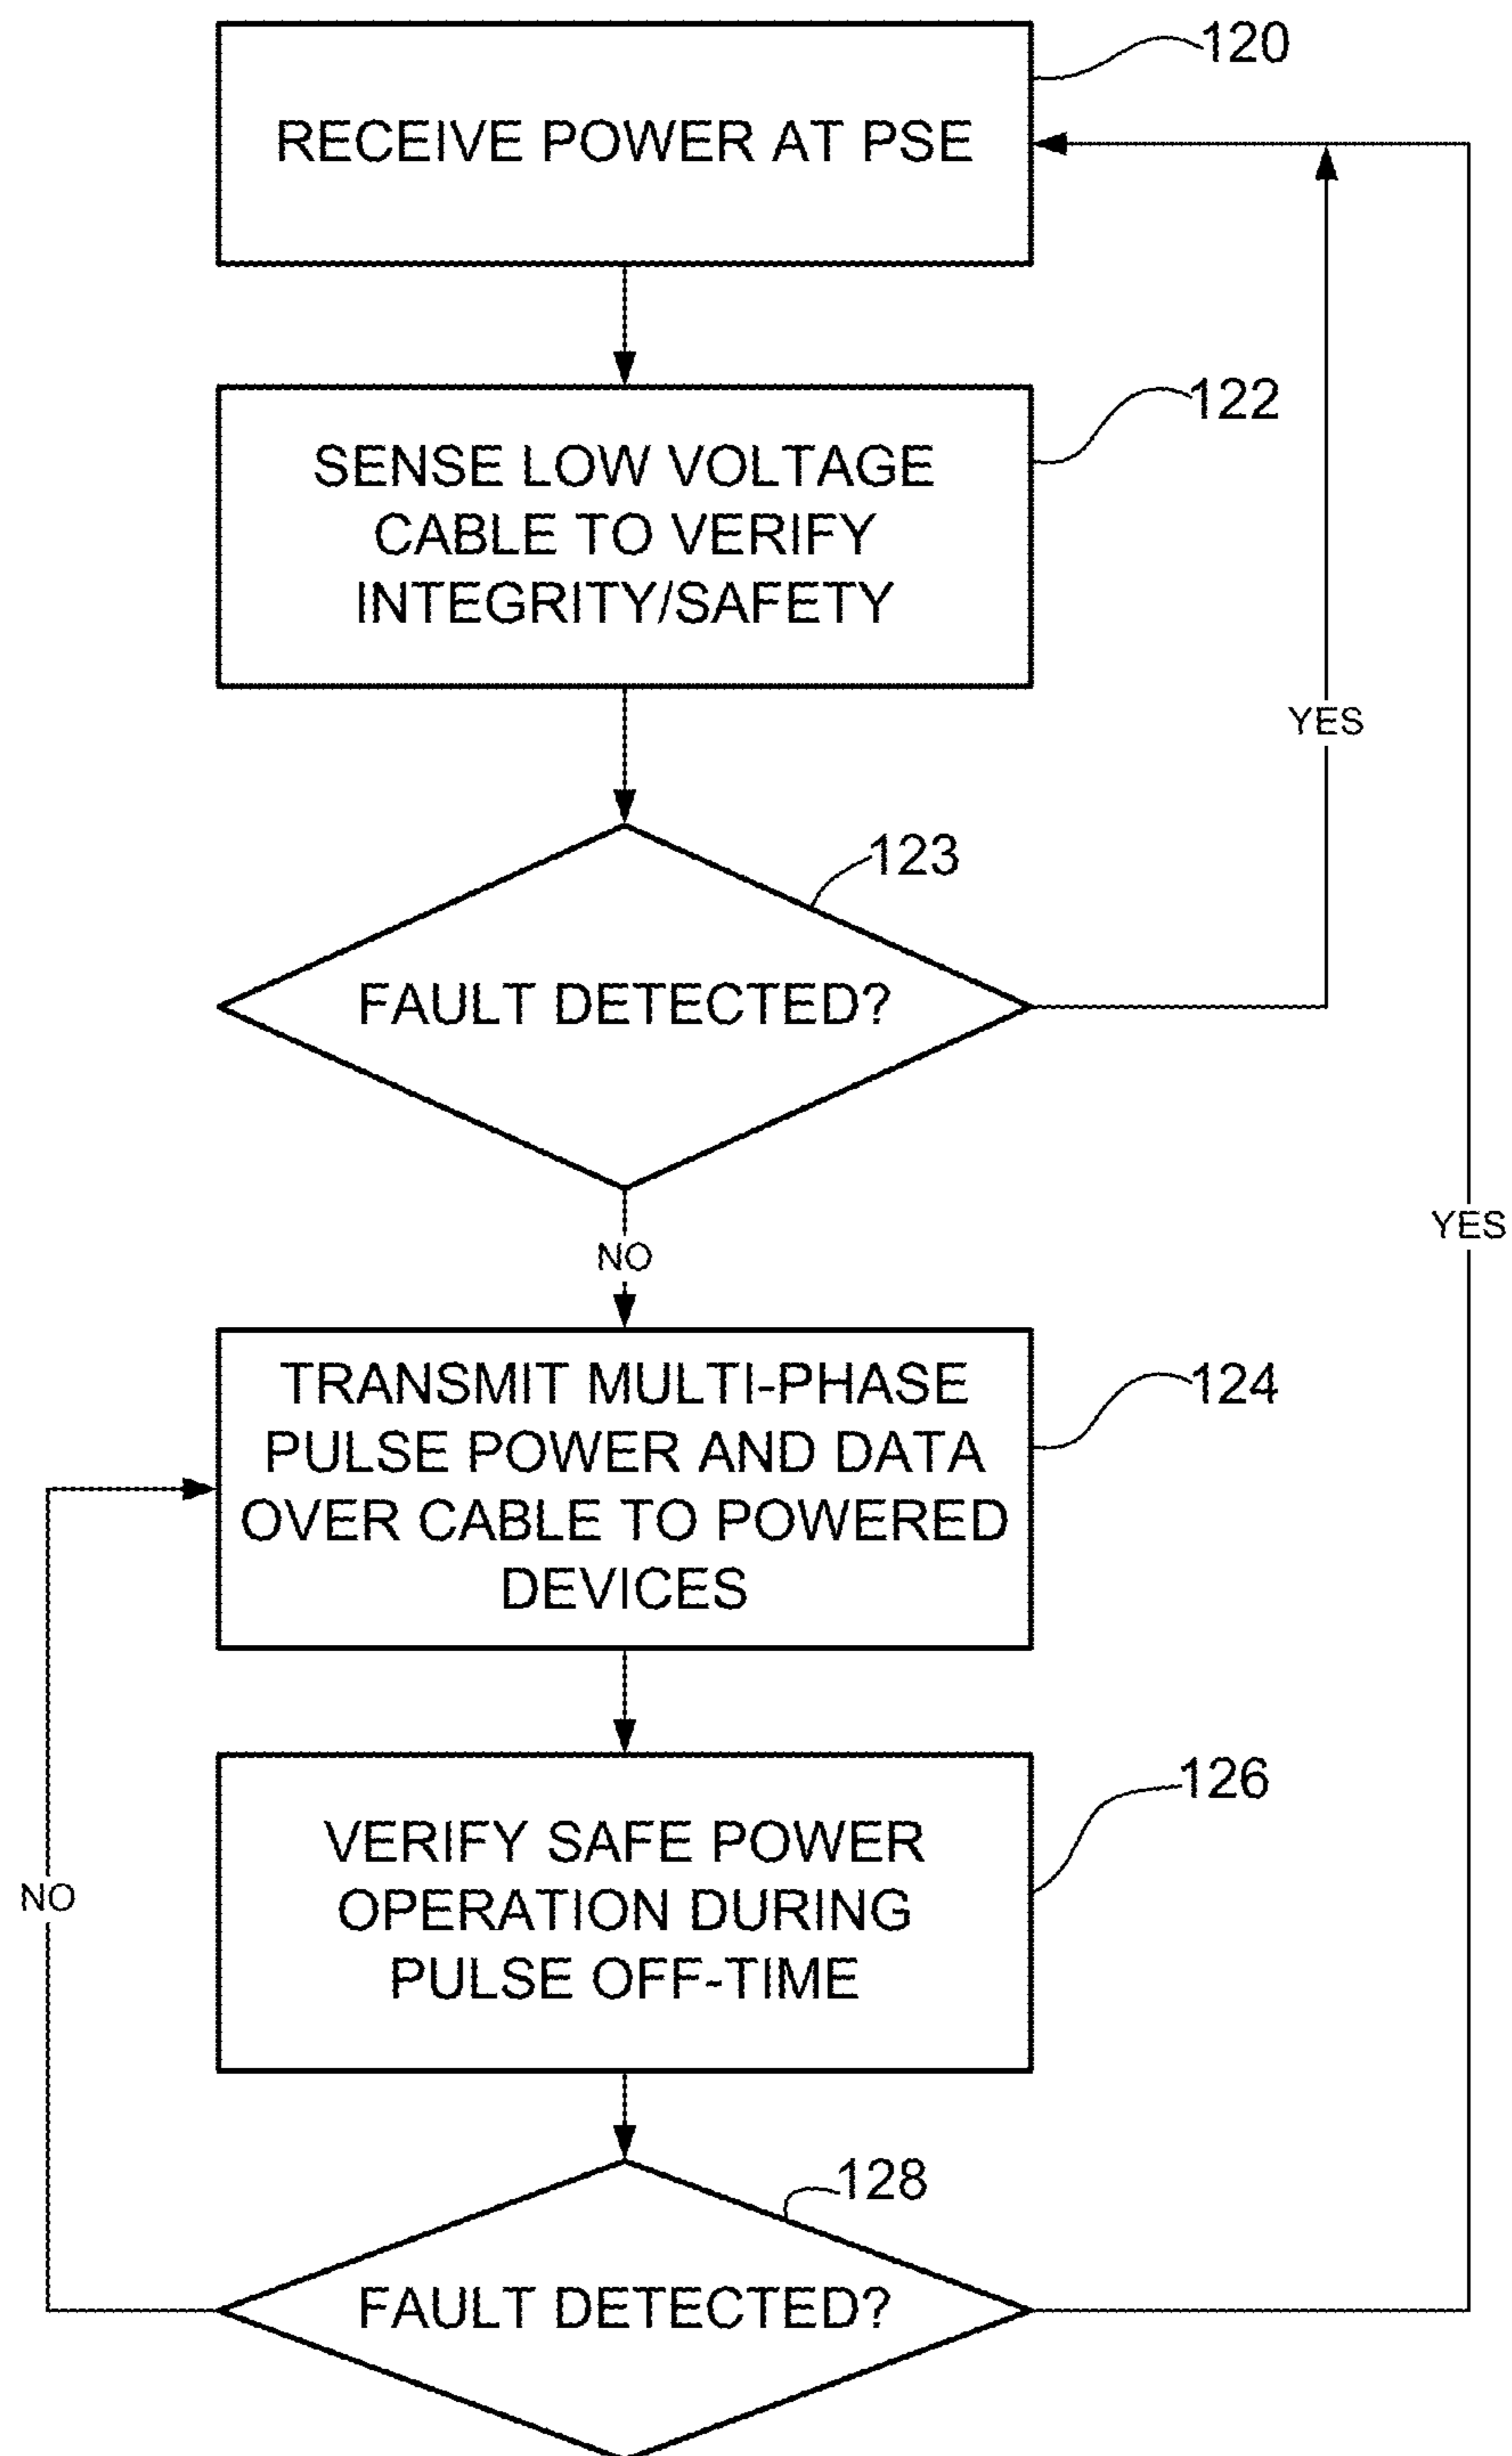 120
RECEIVE POWER AT PSE
122
SENSE LOW VOLTAGE
CABLE TO VERIFY
INTEGRITY/SAFETY
YES
123
FAULT DETECTED?
YES
NO
124
TRANSMIT MULTI-PHASE
PULSE POWER AND DATA
OVER CABLE TO POWERED
DEVICES
126
VERIFY SAFE POWER
OPERATION DURING
PULSE OFF-TIME
NO
128
FAULT DETECTED?